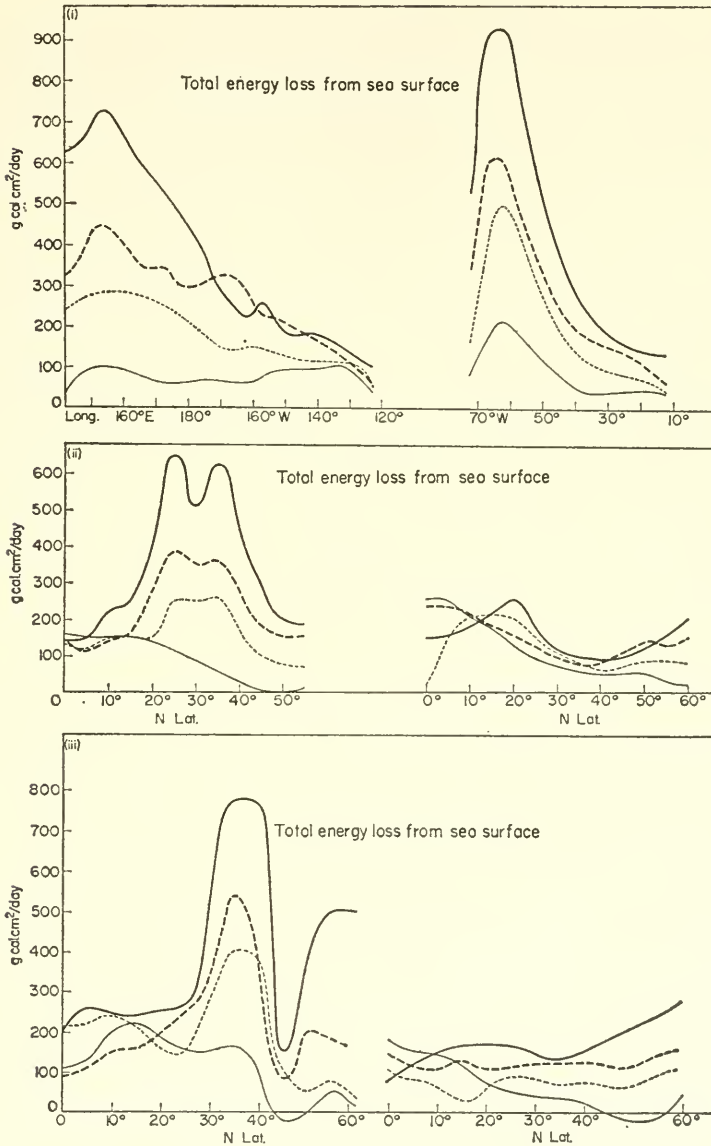 (i)
900
800
700
600
500
400
300
200
100
0
g cal cm²/day
Total energy loss from sea surface
Long. 160°E 180° 160°W 140° 120° 70°W 50° 30° 10°
(ii)
600
500
400
300
200
100
0
g cal cm²/day
Total energy loss from sea surface
10° 20° 30° 40° 50° 0° 10° 20° 30° 40° 50° 60°
N Lat. N Lat.
(iii)
800
700
600
500
400
300
200
100
0
g cal cm²/day
Total energy loss from sea surface
0° 10° 20° 30° 40° 50° 60° 0° 10° 20° 30° 40° 50° 60°
N Lat. N Lat.